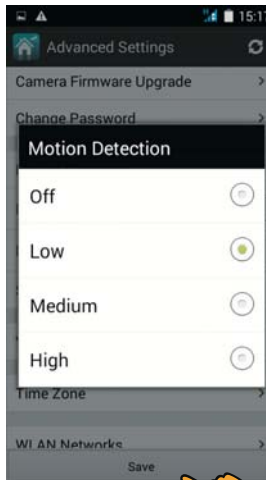 15:17
Advanced Settings
Camera Firmware Upgrade
Change Password
Motion Detection
Off
Low
Medium
High
Time Zone
WLAN Networks
Save